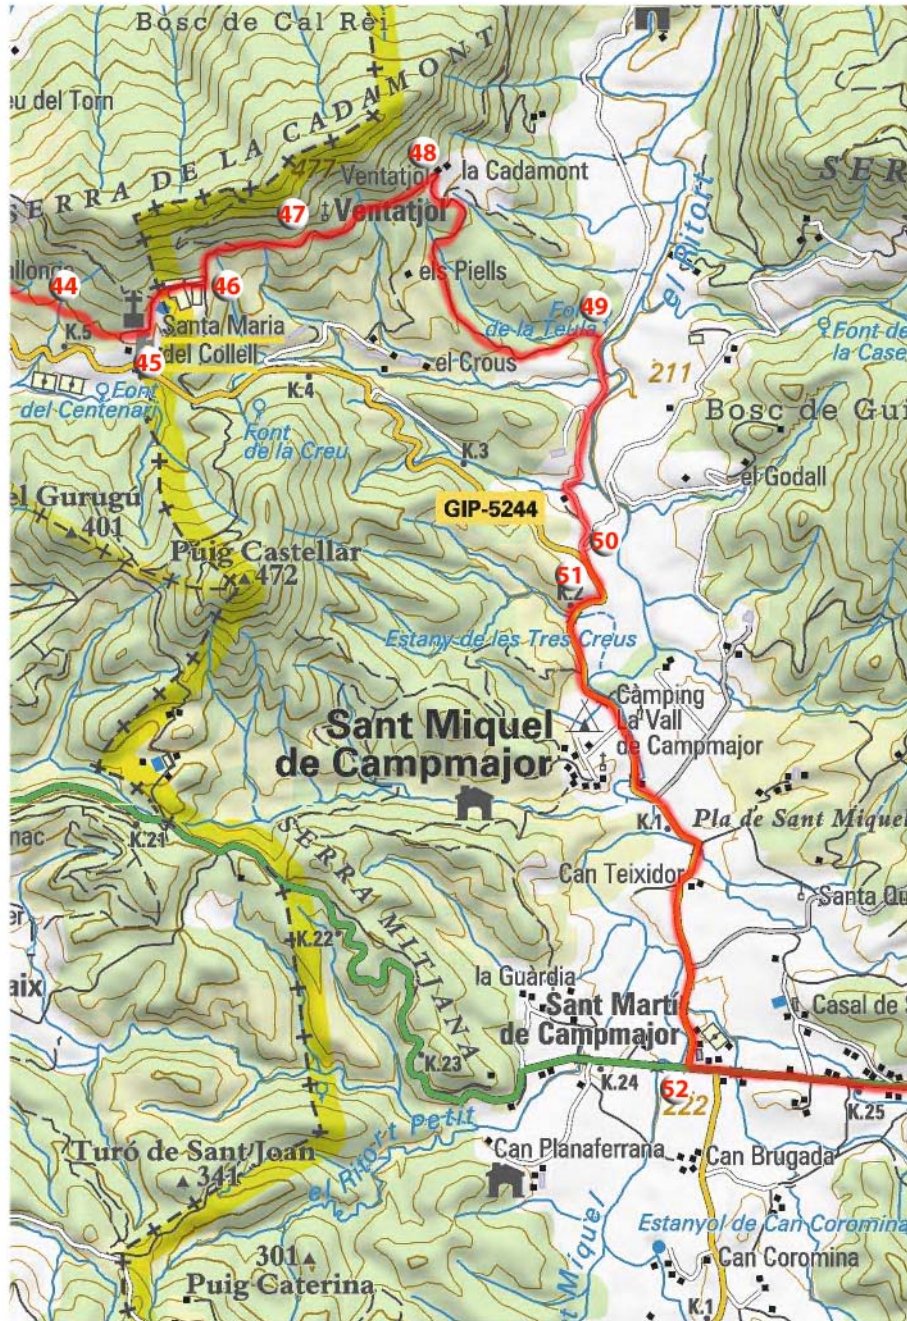 Bosc de Cal Rei
eu del Torn
SERRA DE LA CADAMONT
477
48
Ventatjol
la Cadamont
47
Ventatjol
SER
el Ritort
44
46
els Piells
49
Font
de la Teula
K.5
Santa Maria
del Collell
45
Font
del Centenari
el Crous
K.4
211
Font de
la Case
Font
de la Creu
K.3
Bosc de Gui
el Godall
el Gurugú
401
GIP-5244
50
Puig Castellar
472
51
K.2
Estany de les Tres Creus
Càmping
La Vall
de Campmajor
Sant Miquel
de Campmajor
K.1
Pla de Sant Miquel
K.21
nac
SERRA MITJANA
Can Teixidor
Santa Qu
er
K.22
aix
la Guàrdia
Sant Martí
de Campmajor
Casal de S
K.23
K.24
52
222
K.25
el Ritort petit
Turó de Sant Joan
341
Can Planaferrana
Can Brugada
t Miquel
Estanyol de Can Coromina
301
Puig Caterina
Can Coromina
K.1